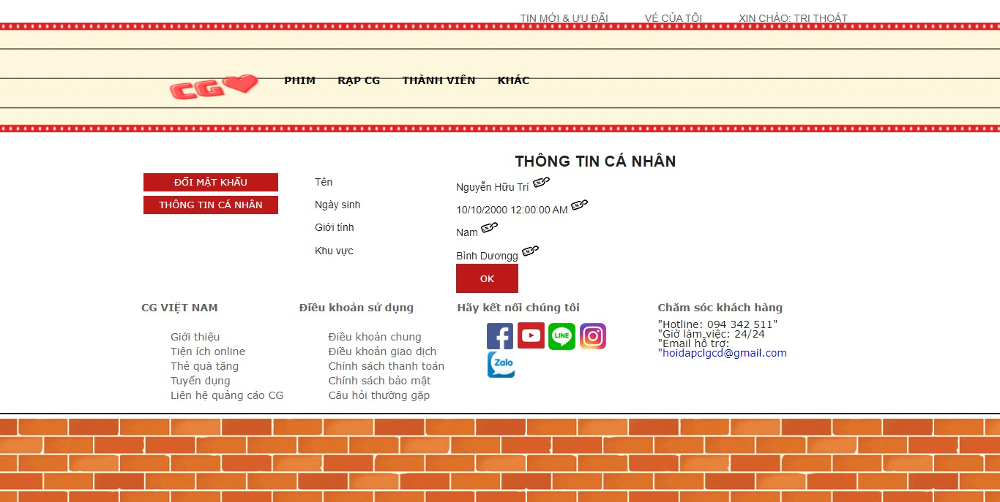 TIN MỚI & ƯU ĐÃI VÉ CỦA TÔI XIN CHÀO: TRI THOÁT
CG PHIM RẠP CG THÀNH VIÊN KHÁC
THÔNG TIN CÁ NHÂN
ĐỔI MẬT KHẨU
THÔNG TIN CÁ NHÂN
Tên Nguyễn Hữu Trí
Ngày sinh 10/10/2000 12:00:00 AM
Giới tính Nam
Khu vực Bình Dươngg
OK
CG VIỆT NAM
Giới thiệu
Tiện ích online
Thẻ quà tặng
Tuyển dụng
Liên hệ quảng cáo CG
Điều khoản sử dụng
Điều khoản chung
Điều khoản giao dịch
Chính sách thanh toán
Chính sách bảo mật
Câu hỏi thường gặp
Hãy kết nối chúng tôi
LINE
Zalo
Chăm sóc khách hàng
"Hotline: 094 342 511"
"Giờ làm việc: 24/24
"Email hỗ trợ:
"hoidapclgcd@gmail.com